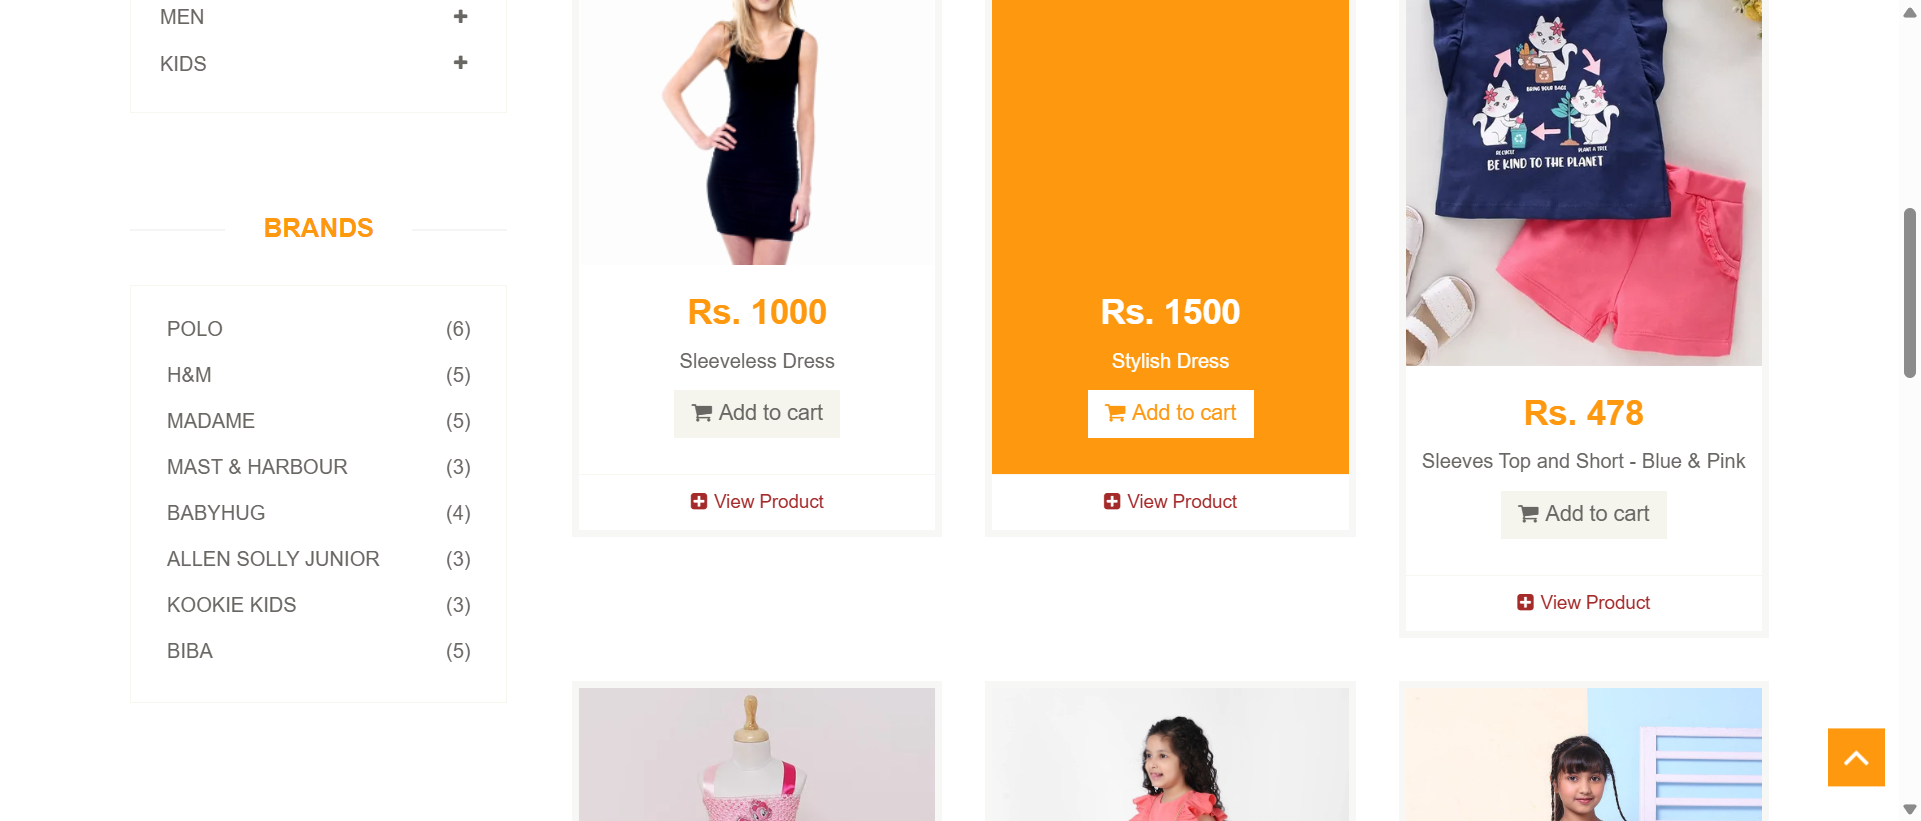 MEN
KIDS
BRANDS
POLO (6)
H&M (5)
MADAME (5)
MAST & HARBOUR (3)
BABYHUG (4)
ALLEN SOLLY JUNIOR (3)
KOOKIE KIDS (3)
BIBA (5)
Rs. 1000
Sleeveless Dress
Add to cart
View Product
Rs. 1500
Stylish Dress
Add to cart
View Product
BRING YOUR BAGS
RECYCLE
PLANT A TREE
BE KIND TO THE PLANET
Rs. 478
Sleeves Top and Short - Blue & Pink
Add to cart
View Product